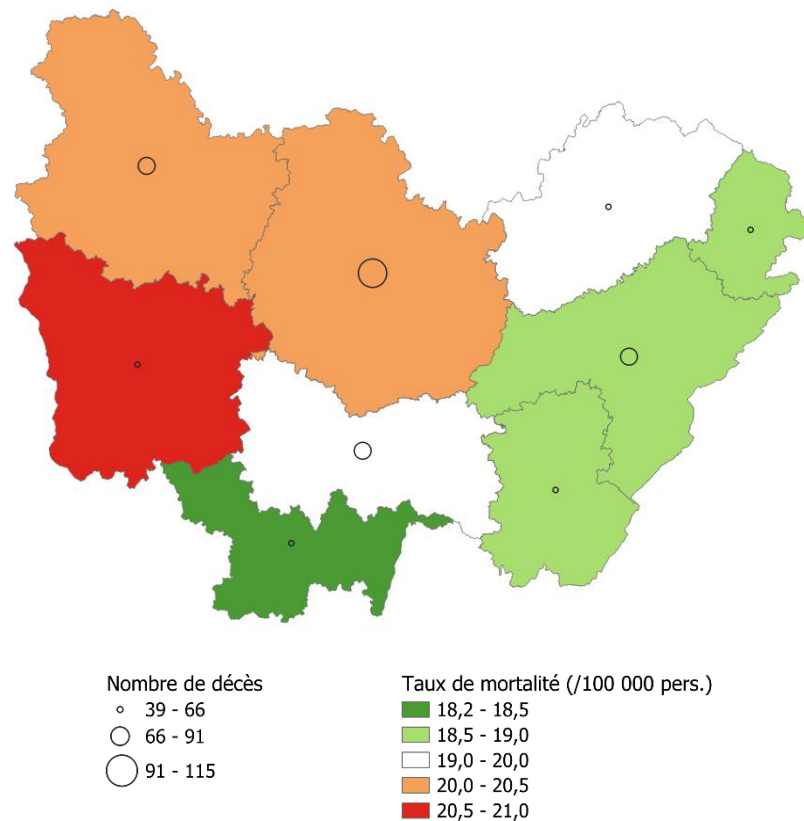 Nombre de décès
39 - 66
66 - 91
91 - 115
Taux de mortalité (/100 000 pers.)
18,2 - 18,5
18,5 - 19,0
19,0 - 20,0
20,0 - 20,5
20,5 - 21,0